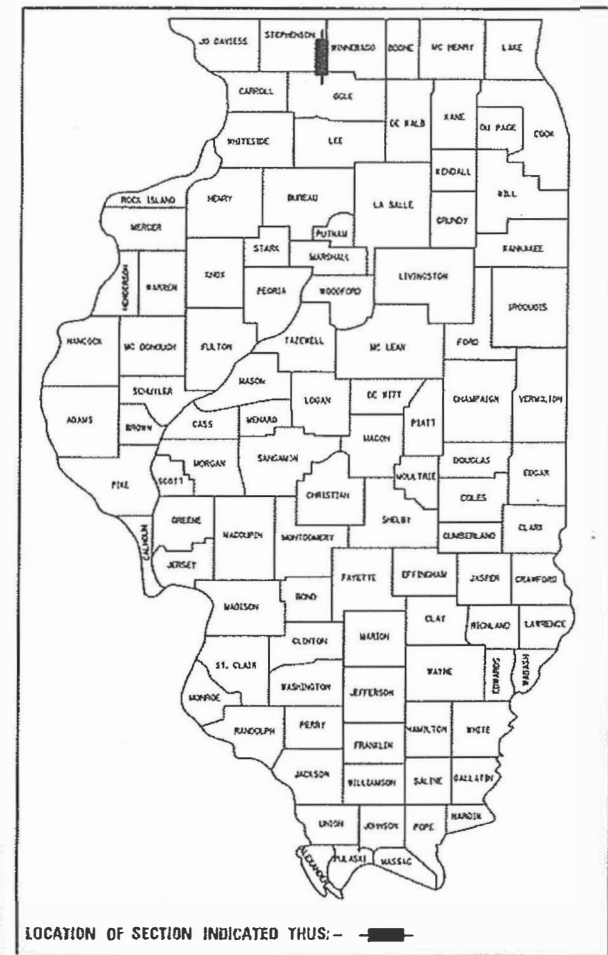 JO DAVIESS STEPHENSON WINNEBAGO BOONE MC HENRY LAKE
CARROLL OGLE
DE KALB KANE DU PAGE COOK
WHITESIDE LEE
KENDALL WILL
ROCK ISLAND HENRY BUREAU LA SALLE GRUNDY
MERCER PUTNAM
STARK MARSHALL KANKAKEE
HENDERSON WARREN KNOX PEORIA WOODFORD LIVINGSTON IROQUOIS
HANCOCK MC DONOUGH FULTON TAZEWELL MC LEAN FORD
MASON
SCHUYLER LOGAN DE WITT CHAMPAIGN VERMILION
ADAMS BROWN CASS MENARD MACON PIATT
MORGAN SANGAMON DOUGLAS EDGAR
PIKE SCOTT CHRISTIAN MOULTRIE COLES
CALHOUN GREENE MACOUPIN MONTGOMERY SHELBY CUMBERLAND CLARK
JERSEY FAYETTE EFFINGHAM JASPER CRAWFORD
MADISON BOND
CLINTON MARION CLAY RICHLAND LAWRENCE
ST. CLAIR WAYNE EDWARDS WABASH
MONROE WASHINGTON JEFFERSON
RANDOLPH PERRY HAMILTON WHITE
FRANKLIN
JACKSON WILLIAMSON SALINE GALLATIN
UNION JOHNSON POPE HARDIN
ALEXANDER PULASKI MASSAC
LOCATION OF SECTION INDICATED THUS:-